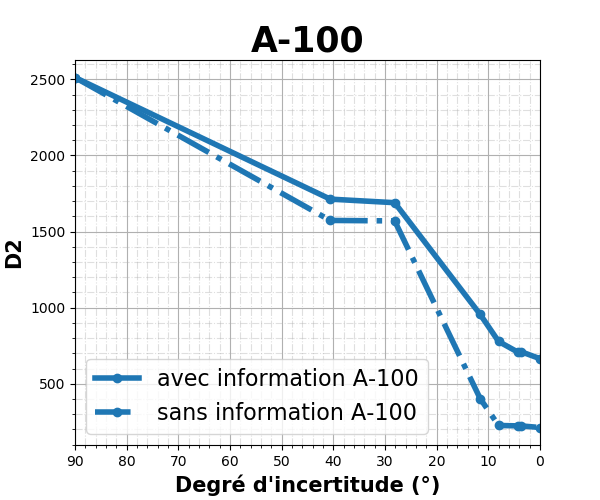 A-100
D2
2500
2000
1500
1000
500
avec information A-100
sans information A-100
90 80 70 60 50 40 30 20 10 0
Degré d'incertitude (°)